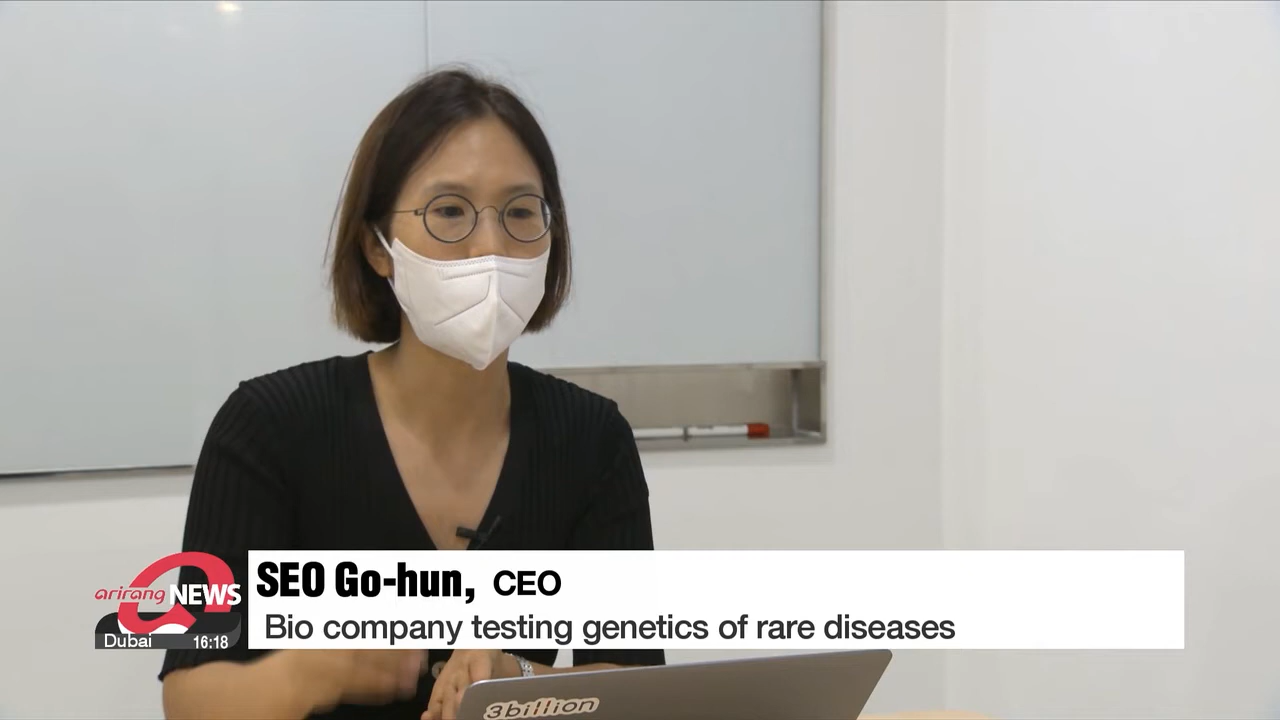 SEO Go-hun, CEO
Bio company testing genetics of rare diseases
arirang NEWS
Dubai 16:18
3billion